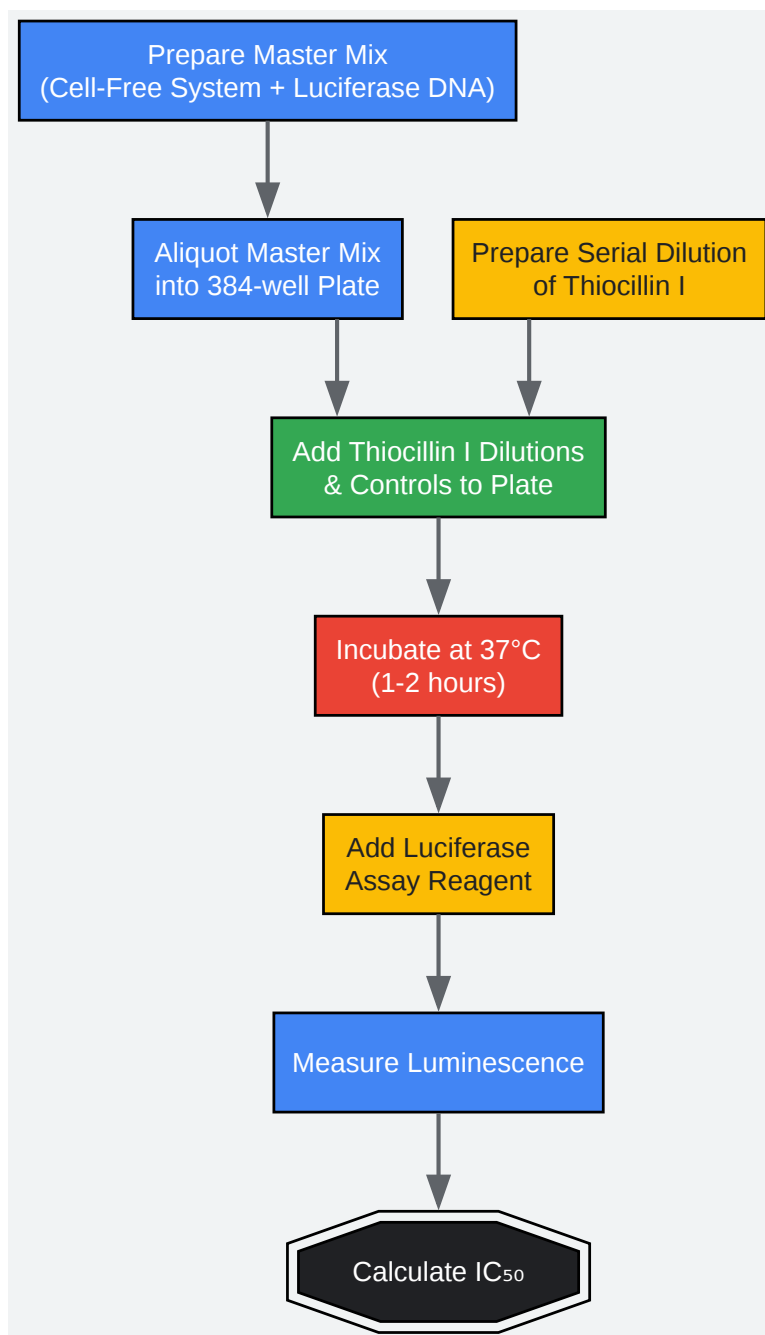 Prepare Master Mix
(Cell-Free System + Luciferase DNA)
Aliquot Master Mix
into 384-well Plate
Prepare Serial Dilution
of Thiocillin I
Add Thiocillin I Dilutions
& Controls to Plate
Incubate at 37°C
(1-2 hours)
Add Luciferase
Assay Reagent
Measure Luminescence
Calculate IC₅₀